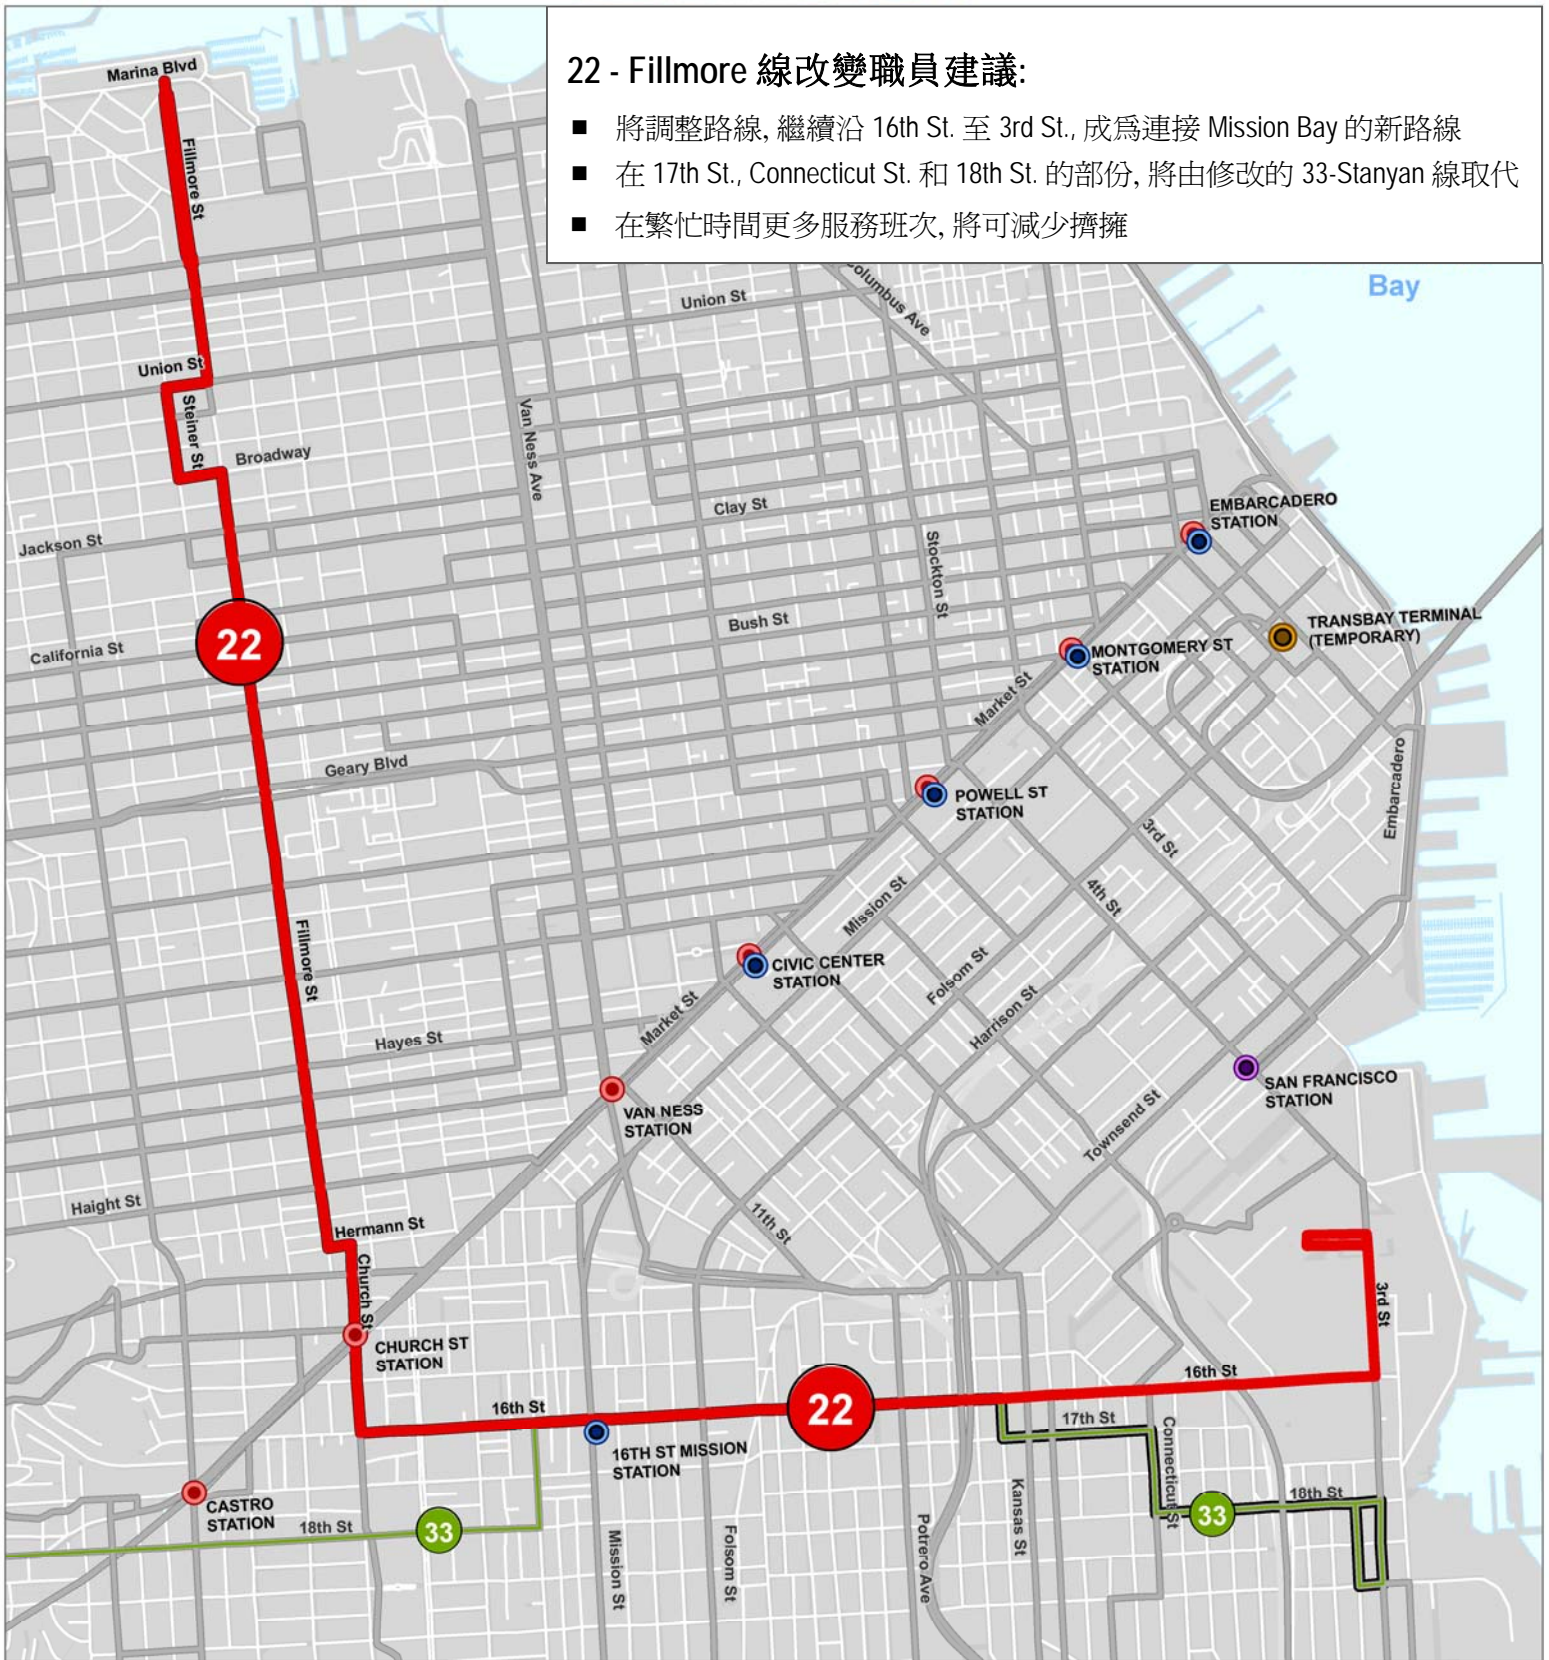 22 - Fillmore 線改變職員建議:
■ 將調整路線, 繼續沿 16th St. 至 3rd St., 成爲連接 Mission Bay 的新路線
■ 在 17th St., Connecticut St. 和 18th St. 的部份, 將由修改的 33-Stanyan 線取代
■ 在繁忙時間更多服務班次, 將可減少擠擁
Marina Blvd
Fillmore St
Bay
Columbus Ave
Union St
Union St
Steiner St
Van Ness Ave
Broadway
Clay St
EMBARCADERO
STATION
Jackson St
Stockton St
22
Bush St
TRANSBAY TERMINAL
(TEMPORARY)
California St
MONTGOMERY ST
STATION
Market St
Geary Blvd
Embarcadero
POWELL ST
STATION
3rd St
4th St
Mission St
Fillmore St
CIVIC CENTER
STATION
Folsom St
Harrison St
Market St
Hayes St
SAN FRANCISCO
STATION
VAN NESS
STATION
Townsend St
Haight St
11th St
Hermann St
Church St
3rd St
CHURCH ST
STATION
16th St
22
16th St
17th St
Connecticut St
16TH ST MISSION
STATION
Kansas St
CASTRO
STATION
18th St
33
18th St
33
Mission St
Folsom St
Potrero Ave